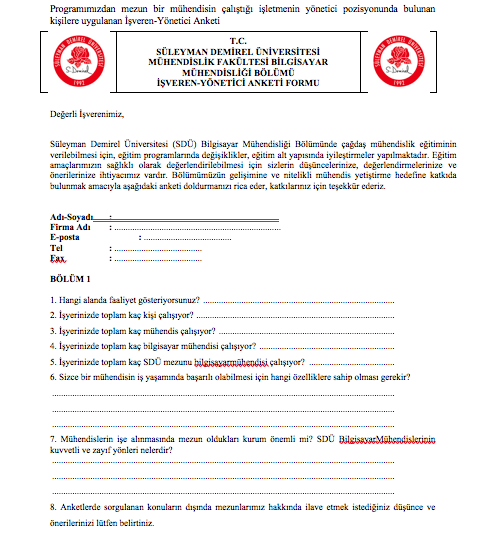 Programımızdan mezun bir mühendisin çalıştığı işletmenin yönetici pozisyonunda bulunan
kişilere uygulanan İşveren-Yönetici Anketi
T.C.
SÜLEYMAN DEMİREL ÜNİVERSİTESİ
MÜHENDİSLİK FAKÜLTESİ BİLGİSAYAR
MÜHENDİSLİĞİ BÖLÜMÜ
İŞVEREN-YÖNETİCİ ANKETİ FORMU
SÜLEYMAN DEMİREL ÜNİVERSİTESİ
S. Demirel
1992
SÜLEYMAN DEMİREL ÜNİVERSİTESİ
S. Demirel
1992
Değerli İşverenimiz,
Süleyman Demirel Üniversitesi (SDÜ) Bilgisayar Mühendisliği Bölümünde çağdaş mühendislik eğitiminin
verilebilmesi için, eğitim programlarında değişiklikler, eğitim alt yapısında iyileştirmeler yapılmaktadır. Eğitim
amaçlarımızın sağlıklı olarak değerlendirilebilmesi için sizlerin düşüncelerinize, değerlendirmelerinize ve
önerilerinize ihtiyacımız vardır. Bölümümüzün gelişimine ve nitelikli mühendis yetiştirme hedefine katkıda
bulunmak amacıyla aşağıdaki anketi doldurmanızı rica eder, katkılarınız için teşekkür ederiz.
Adı-Soyadı :
Firma Adı : ....................................................................
E-posta : ...................................
Tel : ...................................
Fax : ...................................
BÖLÜM 1
1. Hangi alanda faaliyet gösteriyorsunuz? ............................................................................
2. İşyerinizde toplam kaç kişi çalışıyor? ................................................................................
3. İşyerinizde toplam kaç mühendis çalışıyor? .......................................................................
4. İşyerinizde toplam kaç bilgisayar mühendisi çalışıyor? ......................................................
5. İşyerinizde toplam kaç SDÜ mezunu bilgisayarmühendisi çalışıyor? ..................................
6. Sizce bir mühendisin iş yaşamında başarılı olabilmesi için hangi özelliklere sahip olması gerekir?
........................................................................................................................................
........................................................................................................................................
........................................................................................................................................
7. Mühendislerin işe alınmasında mezun oldukları kurum önemli mi? SDÜ BilgisayarMühendislerinin
kuvvetli ve zayıf yönleri nelerdir?
........................................................................................................................................
........................................................................................................................................
........................................................................................................................................
8. Anketlerde sorgulanan konuların dışında mezunlarımız hakkında ilave etmek istediğiniz düşünce ve
önerilerinizi lütfen belirtiniz.